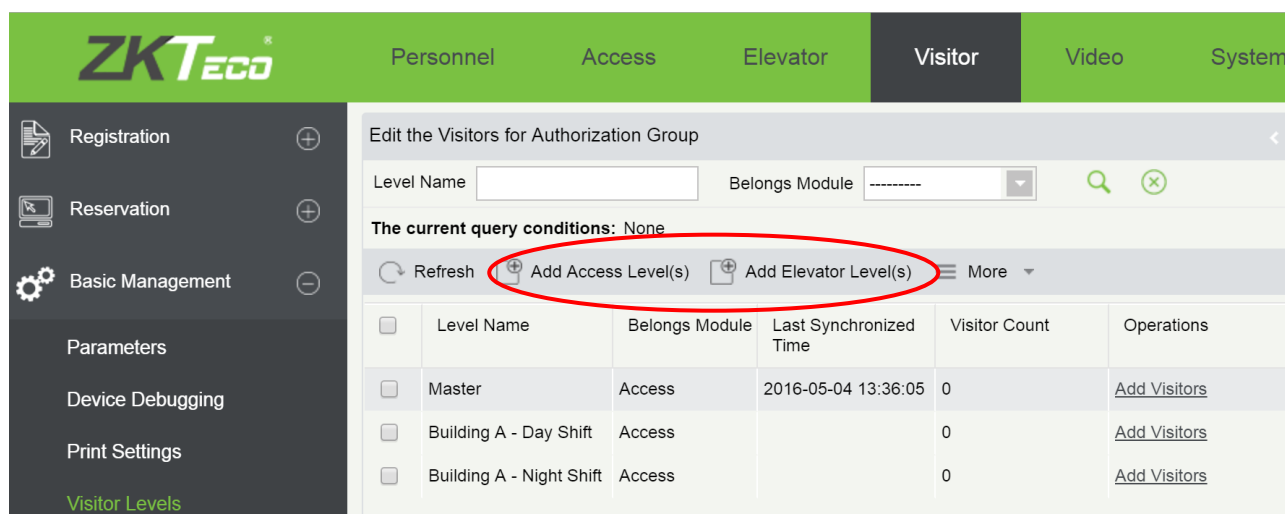 ZKTECO ®
Personnel Access Elevator Visitor Video System
Registration
Reservation
Basic Management
Parameters
Device Debugging
Print Settings
Visitor Levels
Edit the Visitors for Authorization Group
Level Name Belongs Module ---------
The current query conditions: None
Refresh Add Access Level(s) Add Elevator Level(s) More
Level Name Belongs Module Last Synchronized Time Visitor Count Operations
Master Access 2016-05-04 13:36:05 0 Add Visitors
Building A - Day Shift Access 0 Add Visitors
Building A - Night Shift Access 0 Add Visitors